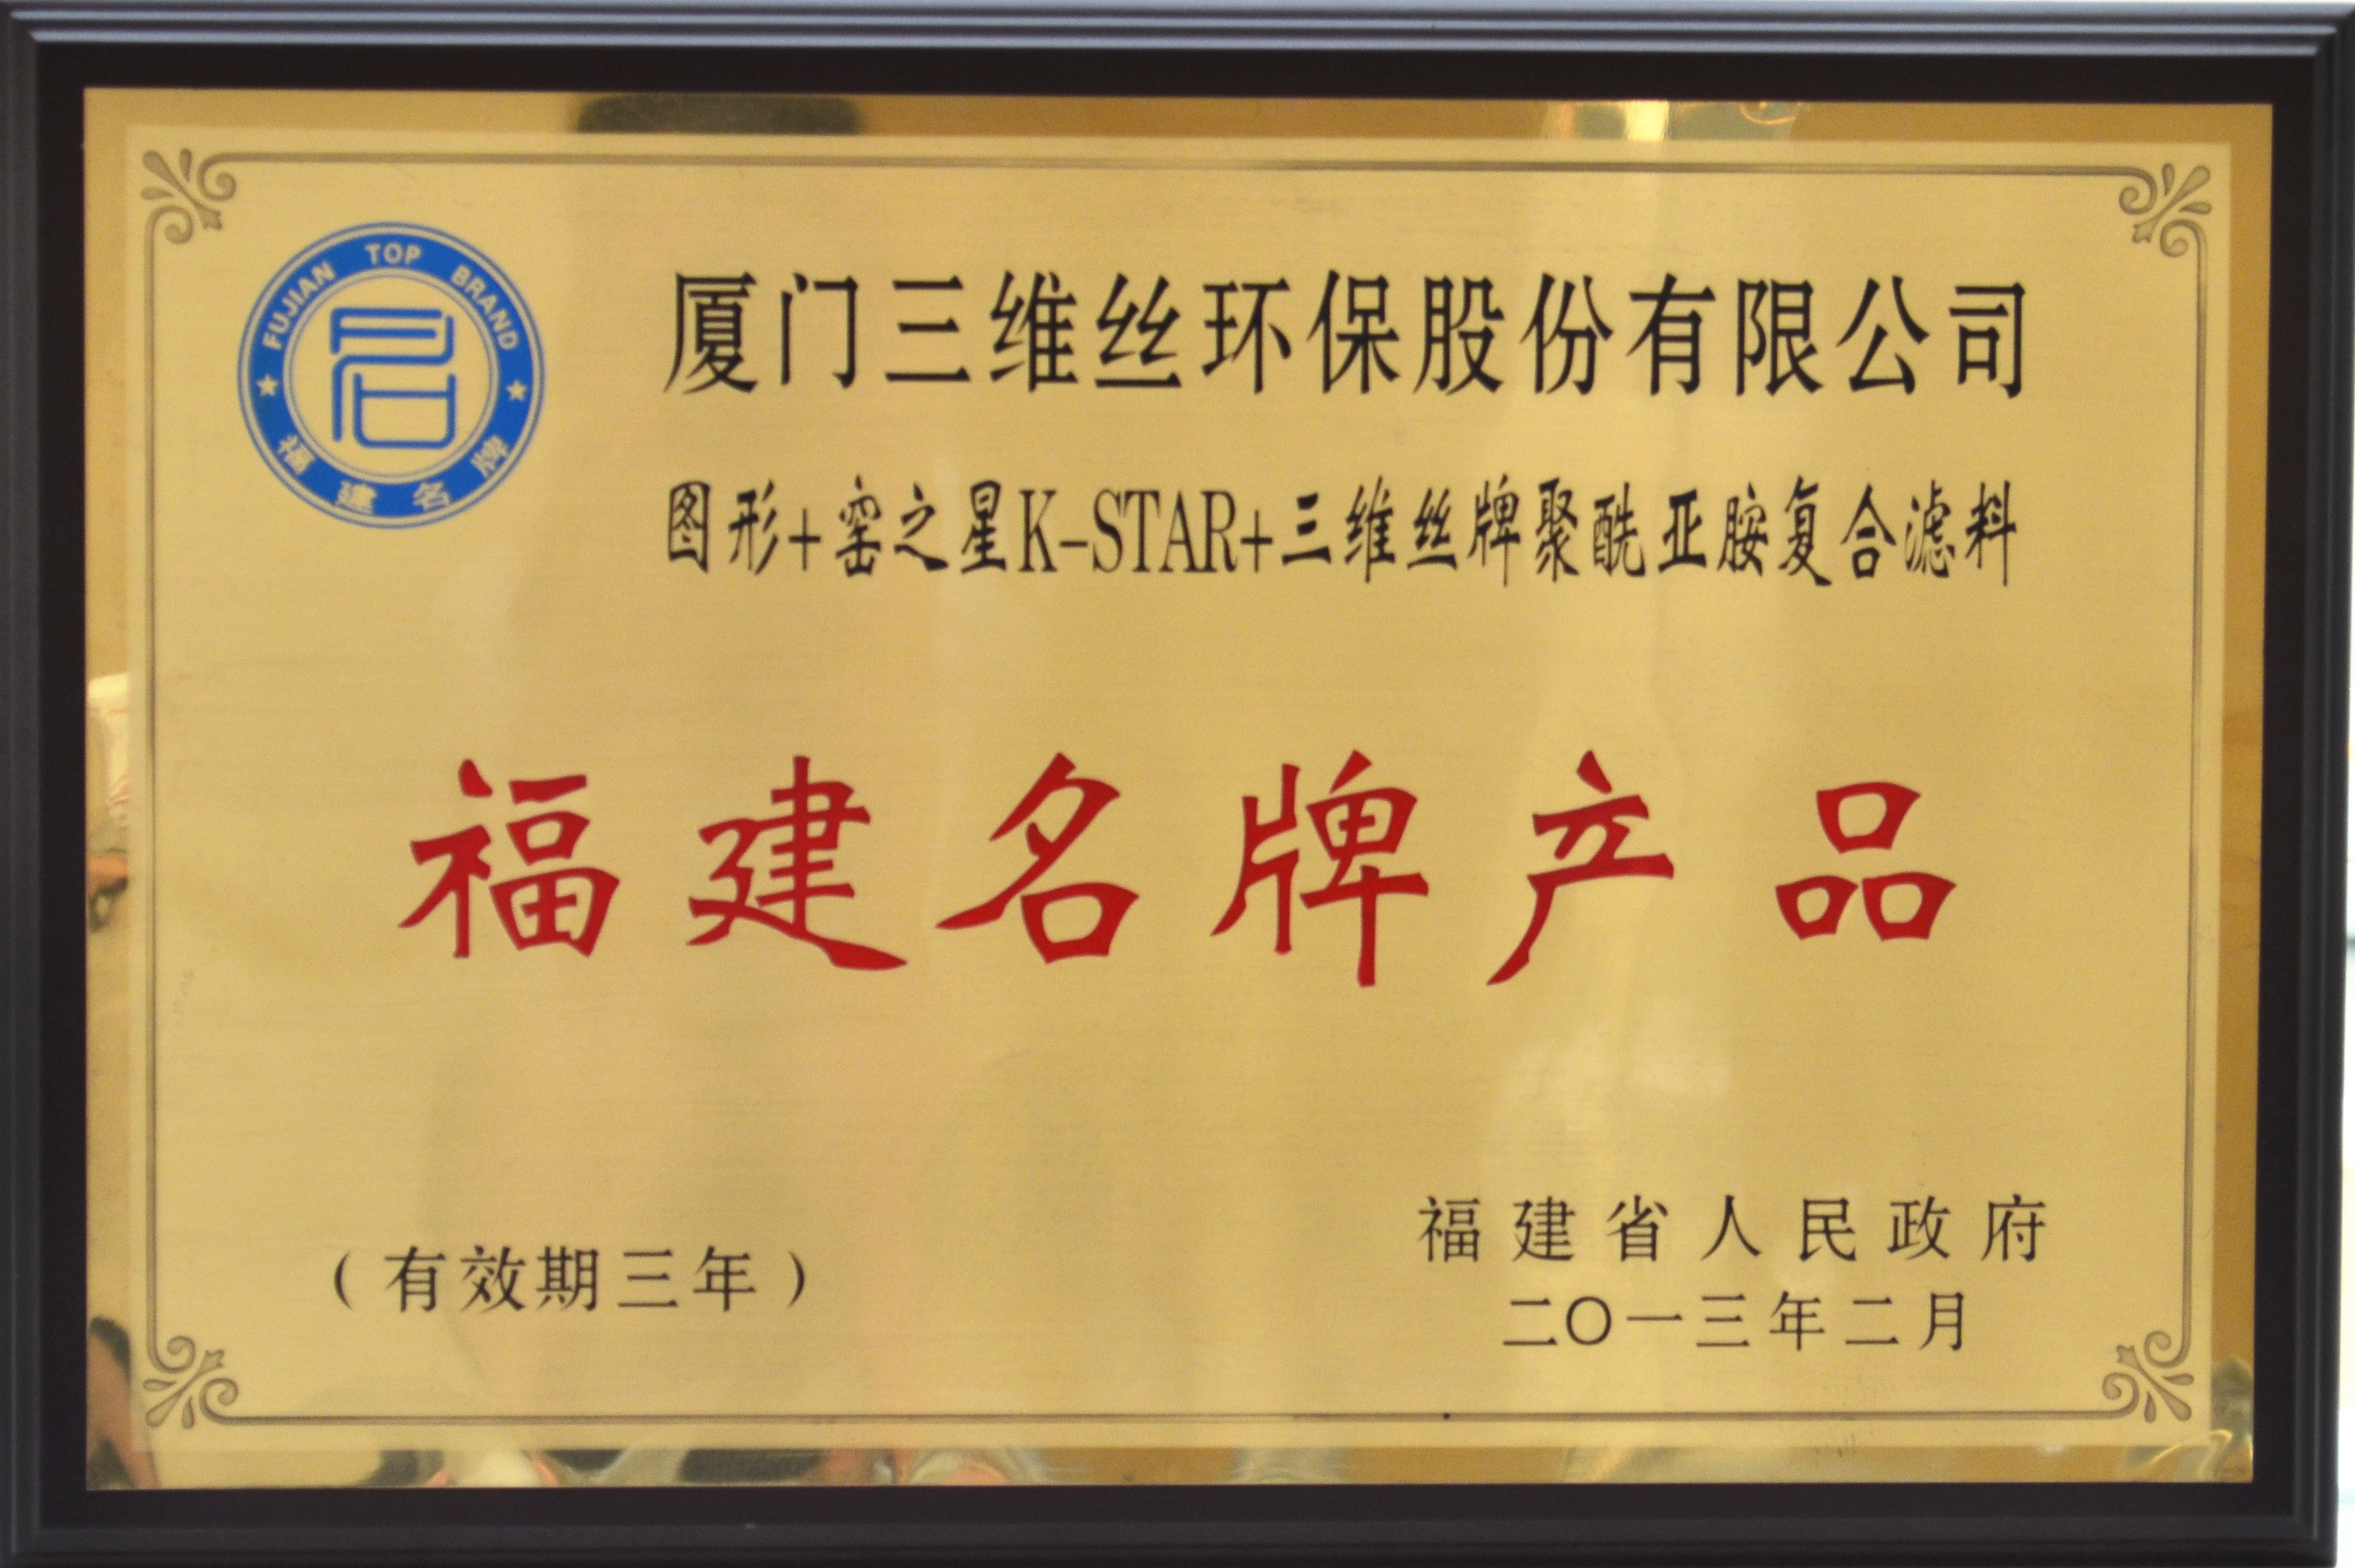 FUJIAN TOP BRAND
名
福建名牌
厦门三维丝环保股份有限公司
图形+窑之星K-STAR+三维丝牌聚酰亚胺复合滤料
福建名牌产品
(有效期三年)
福建省人民政府
二〇一三年二月